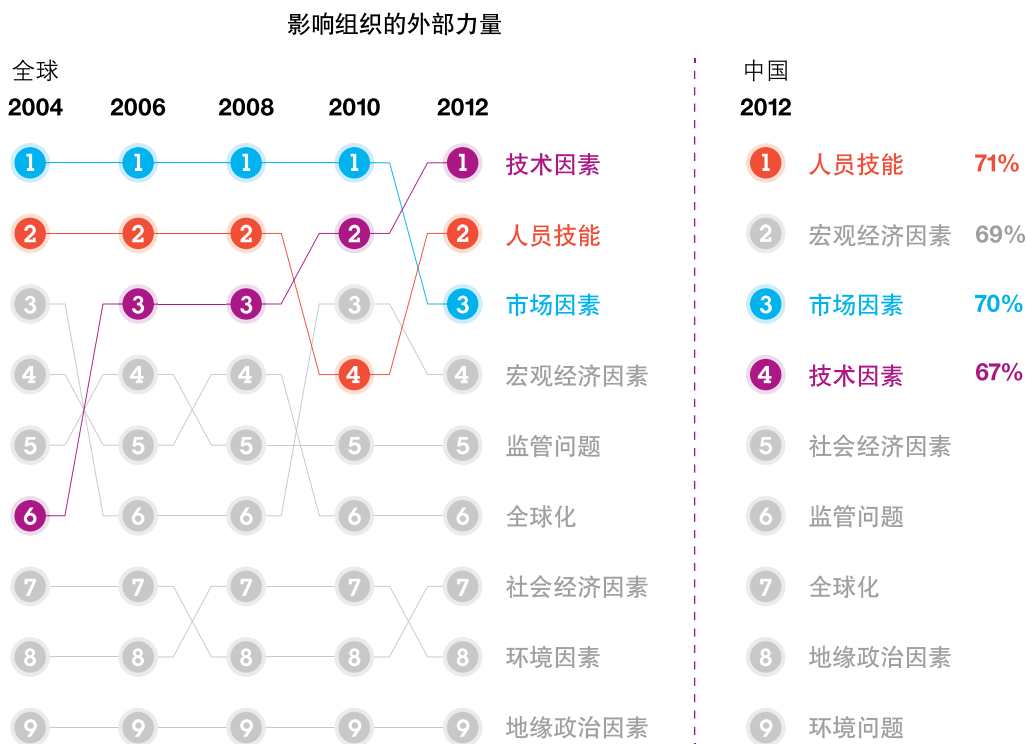 影响组织的外部力量
全球 中国
2004 2006 2008 2010 2012 2012
1 1 1 1 1 技术因素 1 人员技能 71%
2 2 2 2 2 人员技能 2 宏观经济因素 69%
3 3 3 3 3 市场因素 3 市场因素 70%
4 4 4 4 4 宏观经济因素 4 技术因素 67%
5 5 5 5 5 监管问题 5 社会经济因素
6 6 6 6 6 全球化 6 监管问题
7 7 7 7 7 社会经济因素 7 全球化
8 8 8 8 8 环境因素 8 地缘政治因素
9 9 9 9 9 地缘政治因素 9 环境问题